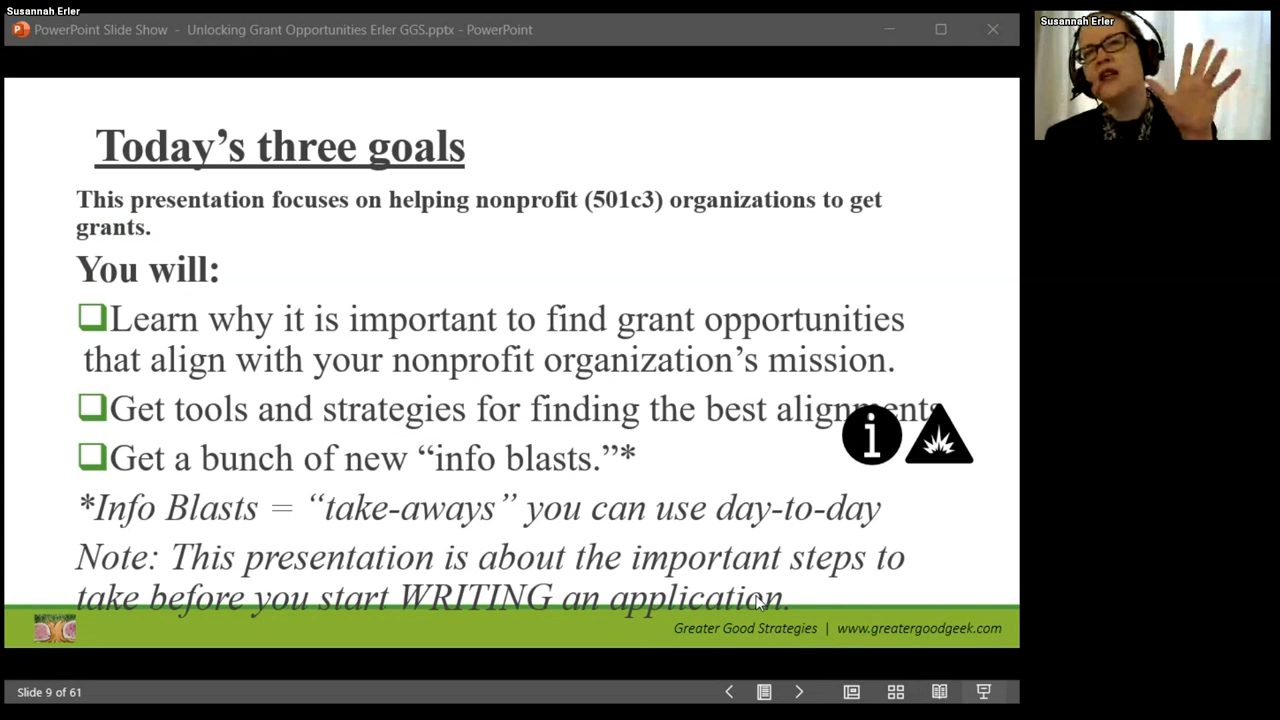 Susannah Erler
PowerPoint Slide Show - Unlocking Grant Opportunities Erler GGS.pptx - PowerPoint
Susannah Erler
Today's three goals
This presentation focuses on helping nonprofit (501c3) organizations to get
grants.
You will:
Learn why it is important to find grant opportunities
that align with your nonprofit organization's mission.
Get tools and strategies for finding the best alignments
Get a bunch of new “info blasts.”*
*Info Blasts = “take-aways” you can use day-to-day
Note: This presentation is about the important steps to
take before you start WRITING an application.
Greater Good Strategies | www.greatergoodgeek.com
Slide 9 of 61